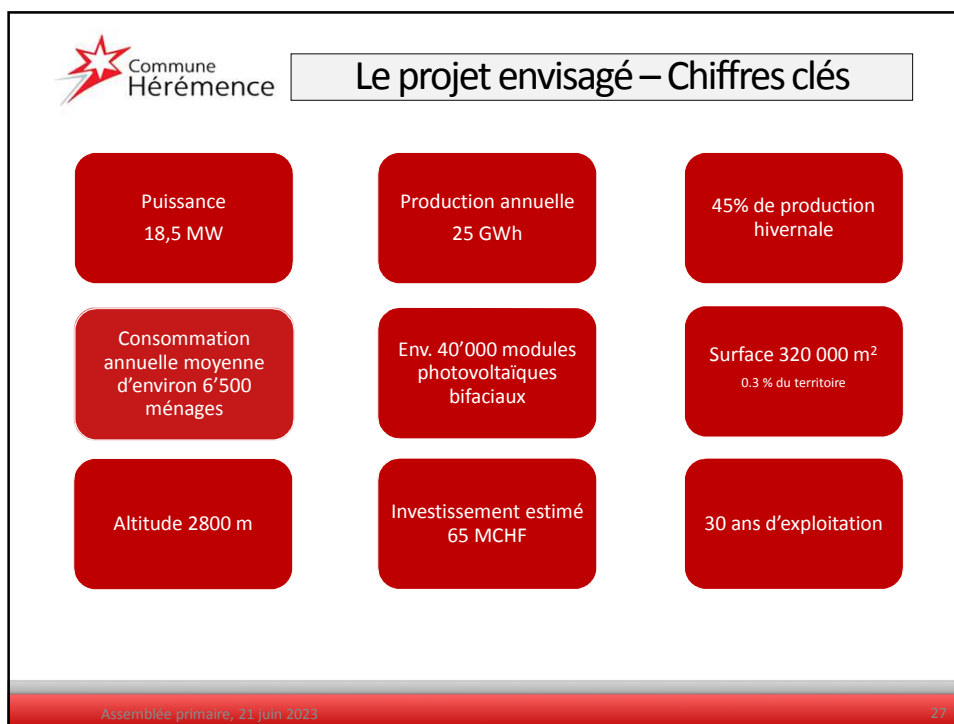 Commune
Hérémence
Le projet envisagé – Chiffres clés
Puissance
18,5 MW
Production annuelle
25 GWh
45% de production
hivernale
Consommation
annuelle moyenne
d’environ 6’500
ménages
Env. 40’000 modules
photovoltaïques
bifaciaux
Surface 320 000 m²
0.3 % du territoire
Altitude 2800 m
Investissement estimé
65 MCHF
30 ans d’exploitation
Assemblée primaire, 21 juin 2023
27